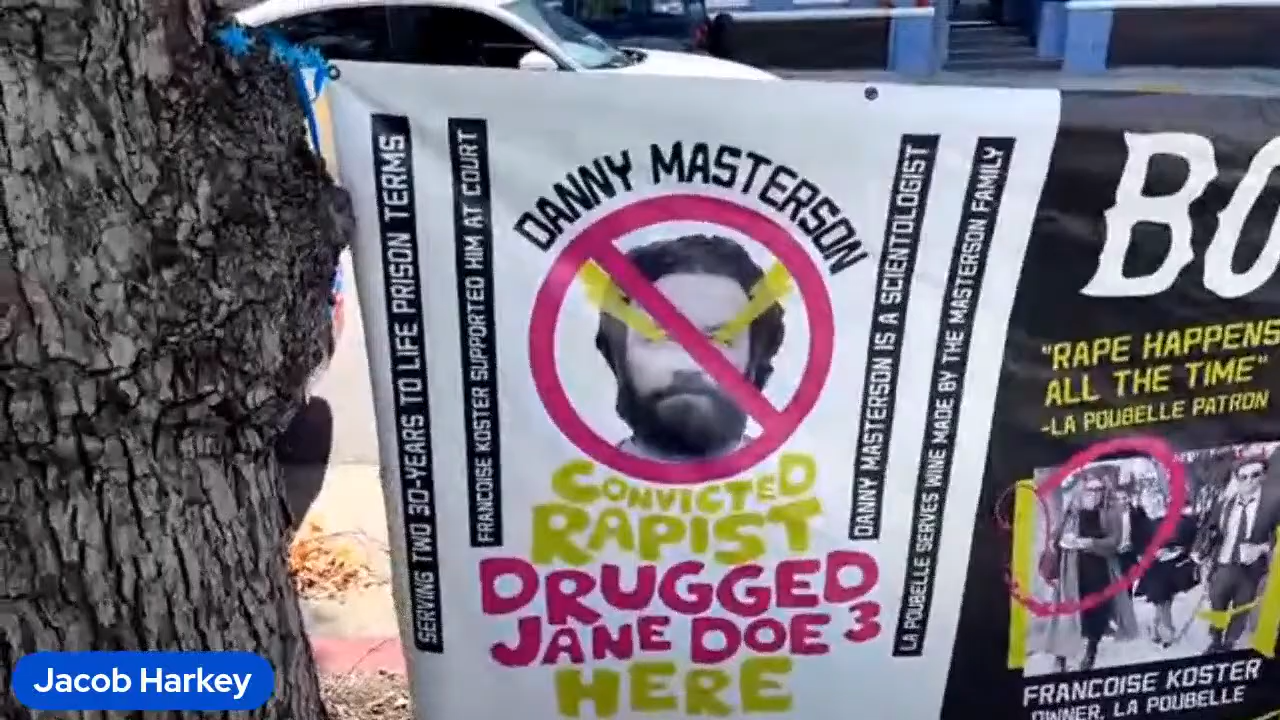 SERVING TWO 30-YEARS TO LIFE PRISON TERMS
FRANCOISE KOSTER SUPPORTED HIM AT COURT
DANNY MASTERSON
CONVICTED
RAPIST
DRUGGED
JANE DOE 3
HERE
DANNY MASTERSON IS A SCIENTOLOGIST
LA POUBELLE SERVES WINE MADE BY THE MASTERSON FAMILY
BO
"RAPE HAPPENS
ALL THE TIME"
-LA POUBELLE PATRON
FRANCOISE KOSTER
OWNER, LA POUBELLE
Jacob Harkey